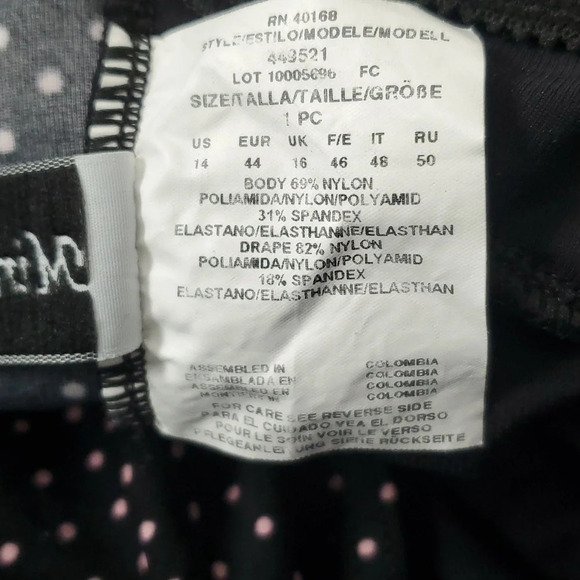 RN 40168
STYLE/ESTILO/MODELE/MODELL
449521
LOT 10005696 FC
SIZE/TALLA/TAILLE/GRÖßE
1 PC
US EUR UK F/E IT RU
14 44 16 46 48 50
BODY 69% NYLON
POLIAMIDA/NYLON/POLYAMID
31% SPANDEX
ELASTANO/ELASTHANNE/ELASTHAN
DRAPE 82% NYLON
POLIAMIDA/NYLON/POLYAMID
18% SPANDEX
ELASTANO/ELASTHANNE/ELASTHAN
ASSEMBLED IN COLOMBIA
ENSAMBLADA EN COLOMBIA
COLOMBIA
COLOMBIA
FOR CARE SEE REVERSE SIDE
PARA EL CUIDADO VEA EL DORSO
POUR LE SOIN VOIR LE VERSO
PFLEGEANLEITUNG SIEHE RÜCKSEITE